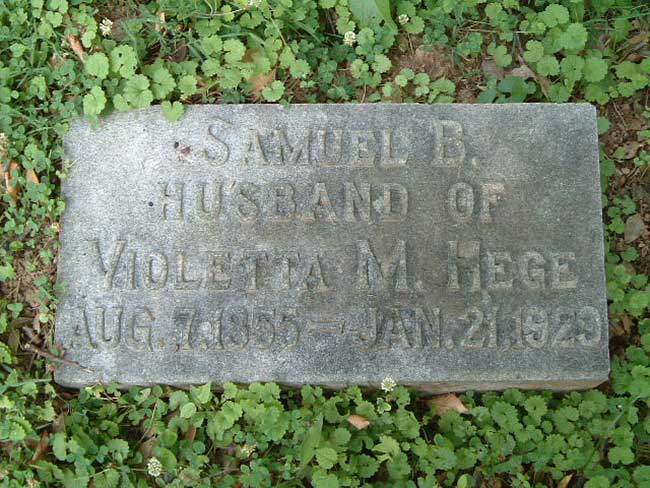 SAMUEL B.
HUSBAND OF
VIOLETTA M. HEGE
AUG. 7. 1855 — JAN. 21. 1929